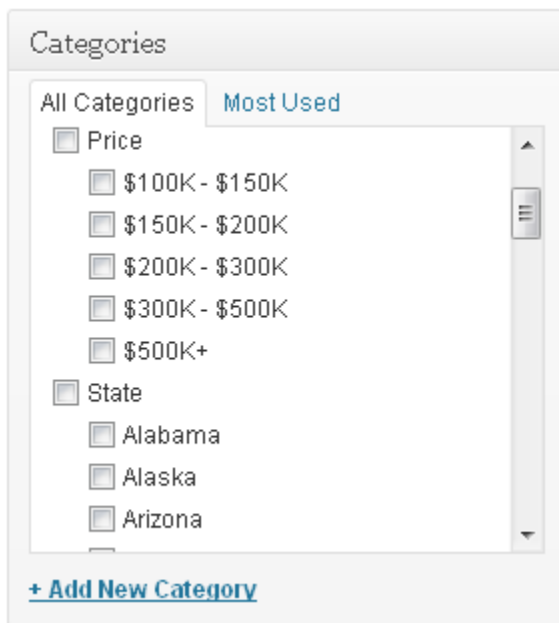 Categories
All Categories Most Used
Price
$100K - $150K
$150K - $200K
$200K - $300K
$300K - $500K
$500K+
State
Alabama
Alaska
Arizona
+ Add New Category